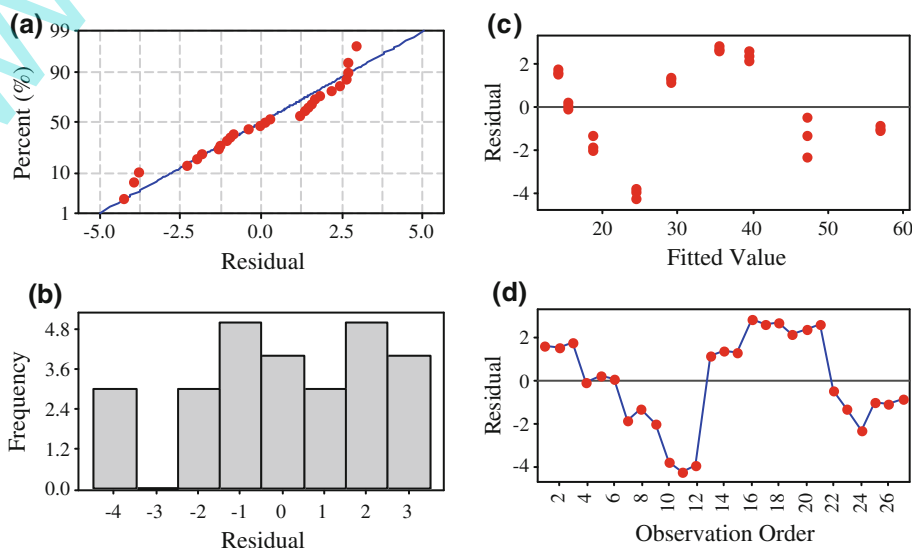 (a)
99
90
50
10
1
Percent (%)
-5.0 -2.5 0.0 2.5 5.0
Residual
(c)
2
0
-2
-4
Residual
20 30 40 50 60
Fitted Value
(b)
4.8
3.6
2.4
1.2
0.0
Frequency
-4 -3 -2 -1 0 1 2 3
Residual
(d)
2
0
-2
-4
Residual
2 4 6 8 10 12 14 16 18 20 22 24 26
Observation Order